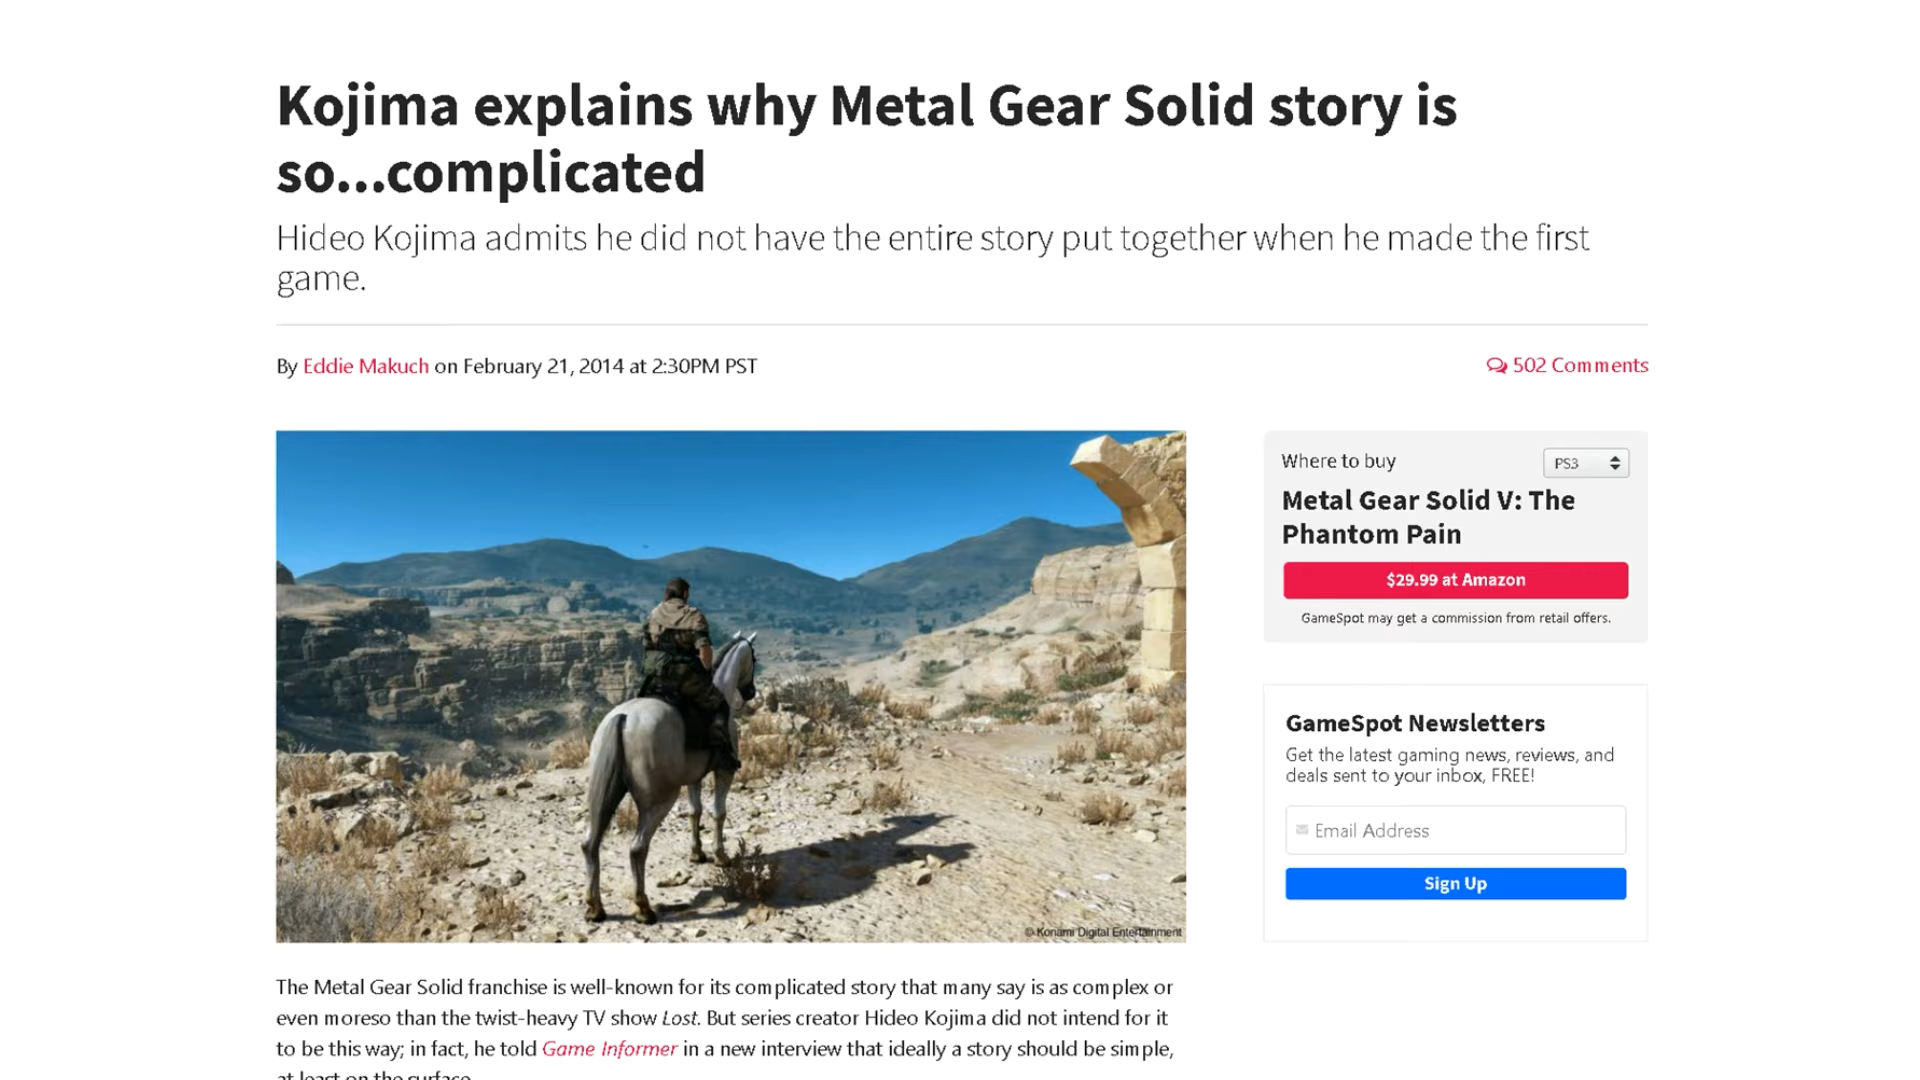 Kojima explains why Metal Gear Solid story is
so...complicated
Hideo Kojima admits he did not have the entire story put together when he made the first
game.
By Eddie Makuch on February 21, 2014 at 2:30PM PST
502 Comments
© Konami Digital Entertainment
Where to buy
PS3
Metal Gear Solid V: The
Phantom Pain
$29.99 at Amazon
GameSpot may get a commission from retail offers.
GameSpot Newsletters
Get the latest gaming news, reviews, and
deals sent to your inbox, FREE!
Email Address
Sign Up
The Metal Gear Solid franchise is well-known for its complicated story that many say is as complex or
even moreso than the twist-heavy TV show Lost. But series creator Hideo Kojima did not intend for it
to be this way; in fact, he told Game Informer in a new interview that ideally a story should be simple,
at least on the surface.